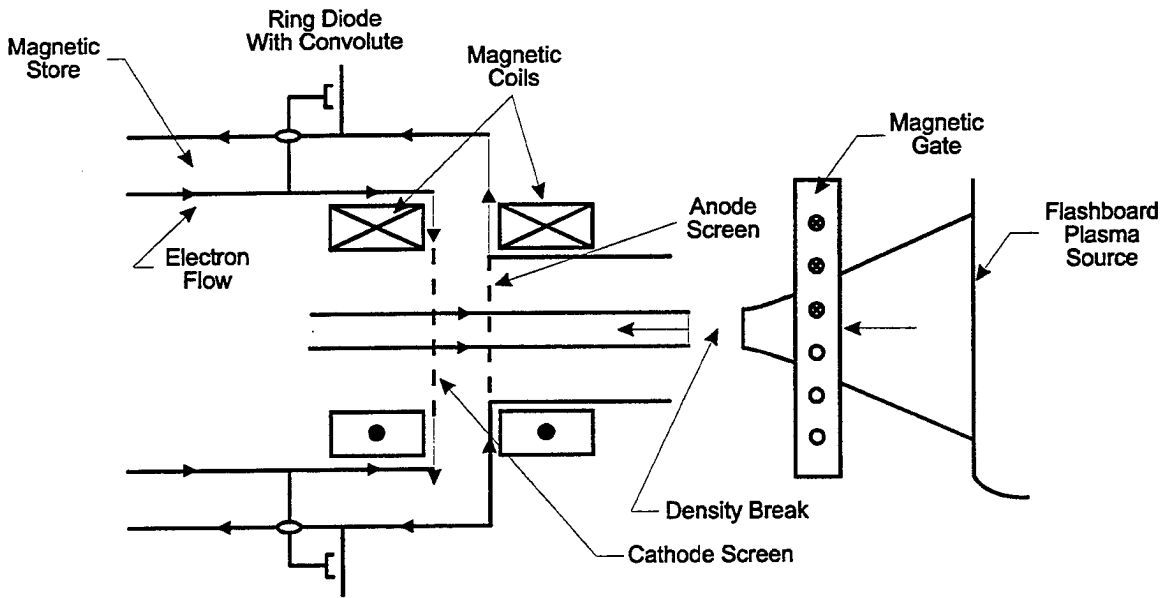 Ring Diode
With Convolute
Magnetic
Store
Magnetic
Coils
Magnetic
Gate
Anode
Screen
Flashboard
Plasma
Source
Electron
Flow
Density Break
Cathode Screen